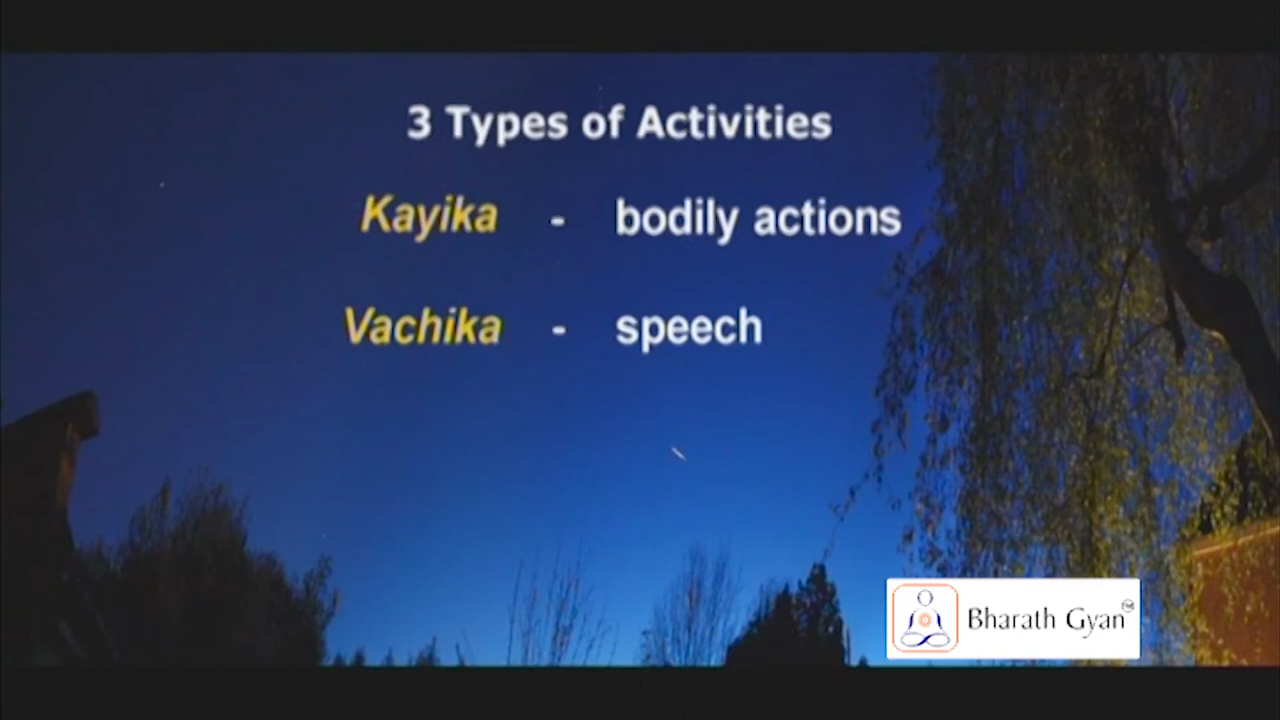 3 Types of Activities
Kayika - bodily actions
Vachika - speech
Bharath Gyan